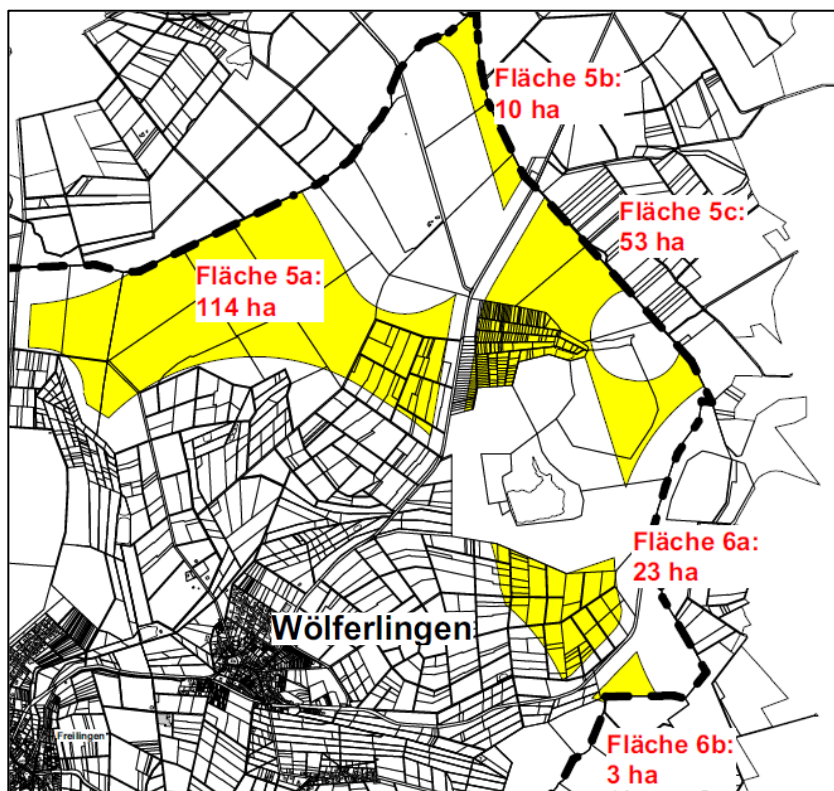 Fläche 5b:
10 ha
Fläche 5c:
53 ha
Fläche 5a:
114 ha
Fläche 6a:
23 ha
Wölferlingen
Freilingen
Fläche 6b:
3 ha